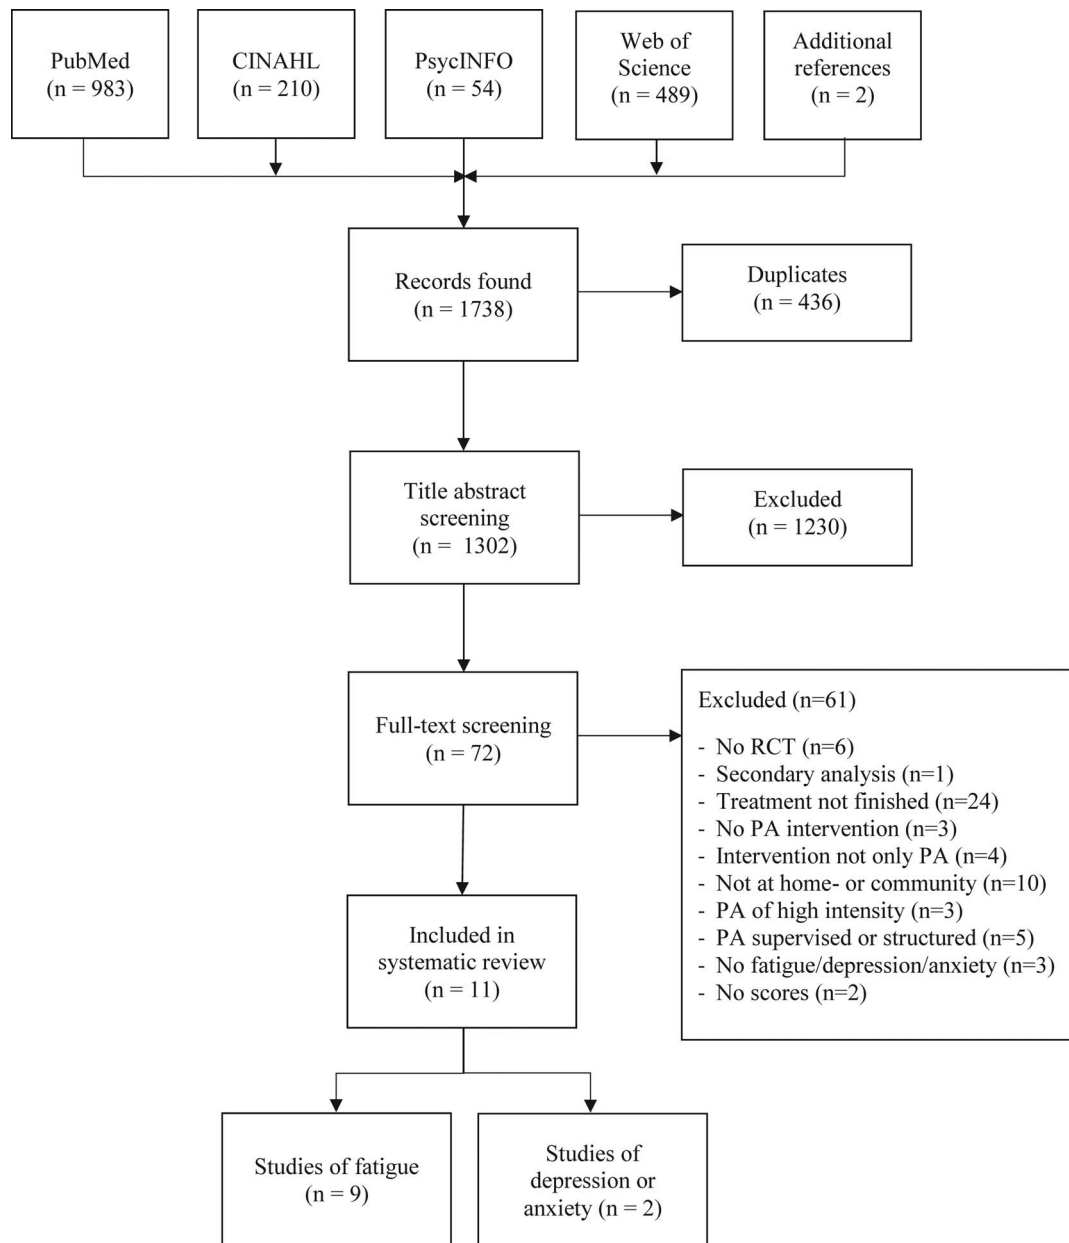 PubMed
(n = 983)
CINAHL
(n = 210)
PsycINFO
(n = 54)
Web of
Science
(n = 489)
Additional
references
(n = 2)
Records found
(n = 1738)
Duplicates
(n = 436)
Title abstract
screening
(n =  1302)
Excluded
(n = 1230)
Full-text screening
(n = 72)
Excluded (n=61)
- No RCT (n=6)
- Secondary analysis (n=1)
- Treatment not finished (n=24)
- No PA intervention (n=3)
- Intervention not only PA (n=4)
- Not at home- or community (n=10)
- PA of high intensity (n=3)
- PA supervised or structured (n=5)
- No fatigue/depression/anxiety (n=3)
- No scores (n=2)
Included in
systematic review
(n = 11)
Studies of fatigue
(n = 9)
Studies of
depression or
anxiety (n = 2)